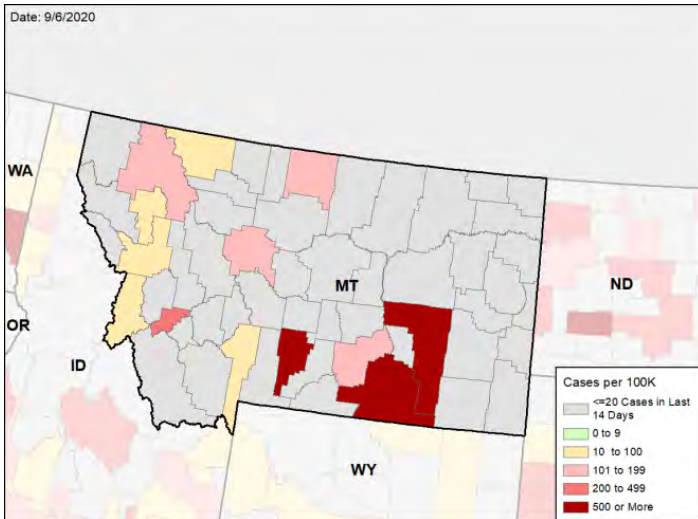 Date: 9/6/2020
WA
MT
ND
OR
ID
WY
Cases per 100K
<=20 Cases in Last
14 Days
0 to 9
10 to 100
101 to 199
200 to 499
500 or More